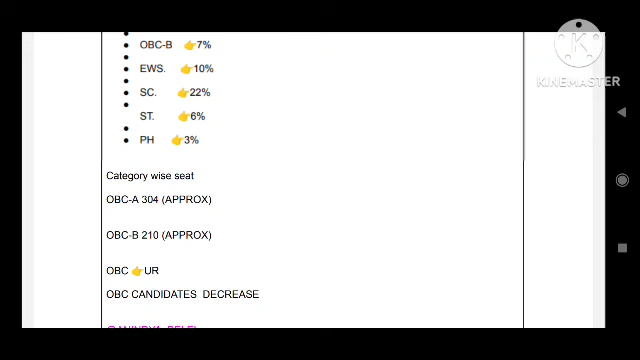 OBC-B 👉7%
EWS. 👉10%
SC. 👉22%
ST. 👉6%
PH 👉3%
Category wise seat
OBC-A 304 (APPROX)
OBC-B 210 (APPROX)
OBC 👉UR
OBC CANDIDATES DECREASE
K
KINEMASTER